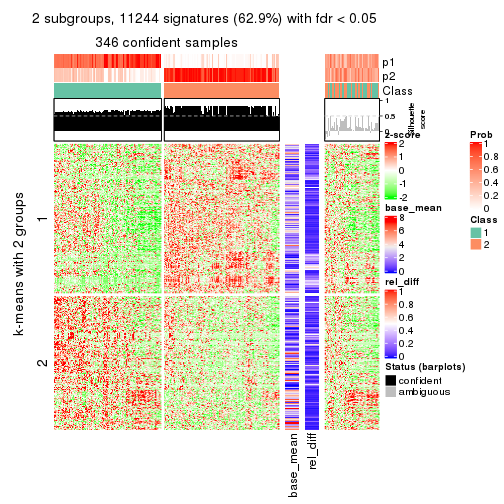 2 subgroups, 11244 signatures (62.9%) with fdr < 0.05
346 confident samples
p1
p2
Class
1
0.5
0
Silhouette
score
k-means with 2 groups
1
2
base_mean
rel_diff
z-score
2
1
0
-1
-2
base_mean
8
6
4
2
0
rel_diff
1
0.8
0.6
0.4
0.2
0
Status (barplots)
confident
ambiguous
Prob
1
0.8
0.6
0.4
0.2
0
Class
1
2